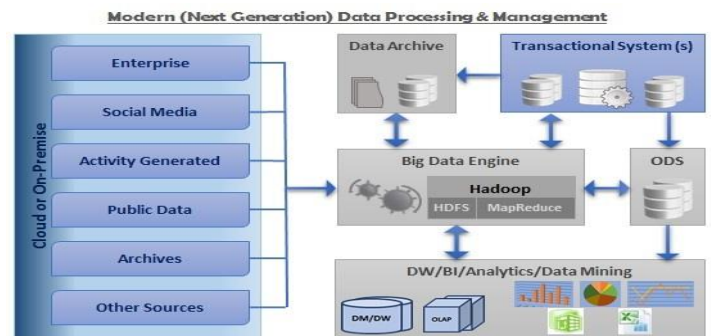 Modern (Next Generation) Data Processing & Management
Cloud or On-Premise
Enterprise
Social Media
Activity Generated
Public Data
Archives
Other Sources
Data Archive
Transactional System (s)
Big Data Engine
Hadoop
HDFS
MapReduce
ODS
DW/BI/Analytics/Data Mining
DM/DW
OLAP